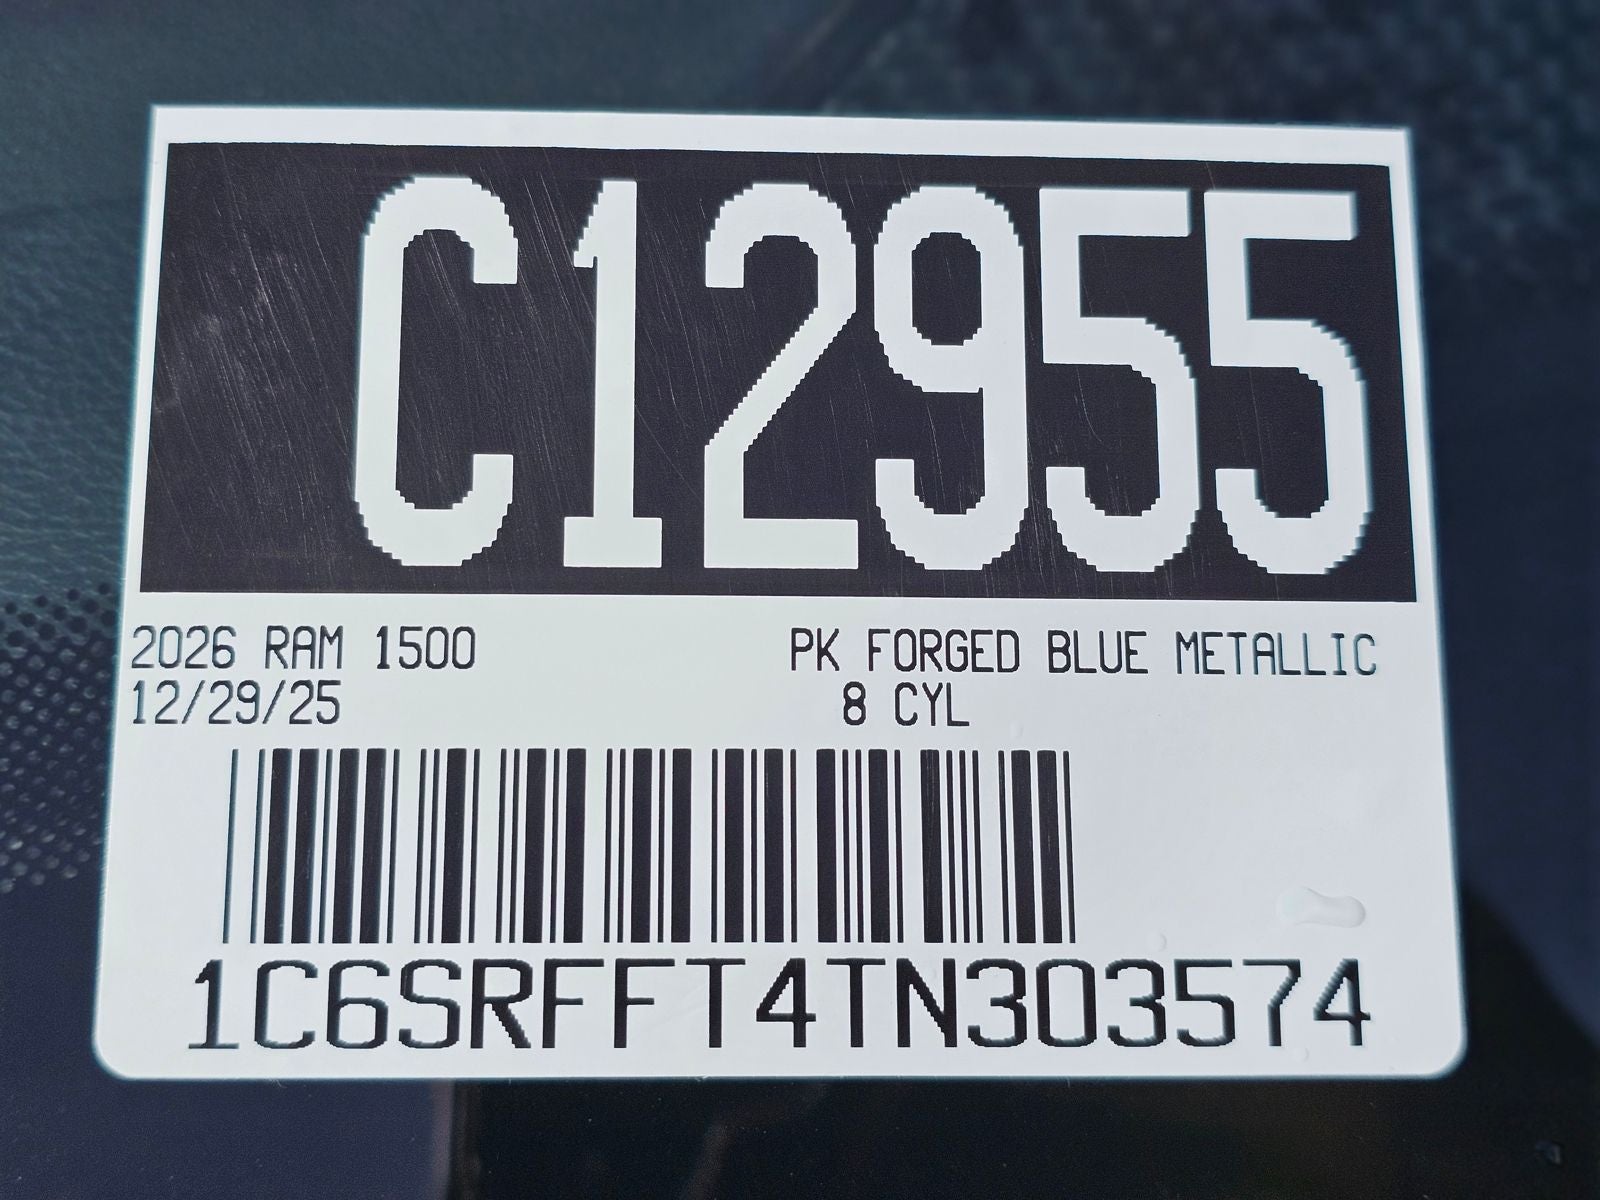 C12955
2026 RAM 1500 PK FORGED BLUE METALLIC
12/29/25 8 CYL
1C6SRFFT4TN303574